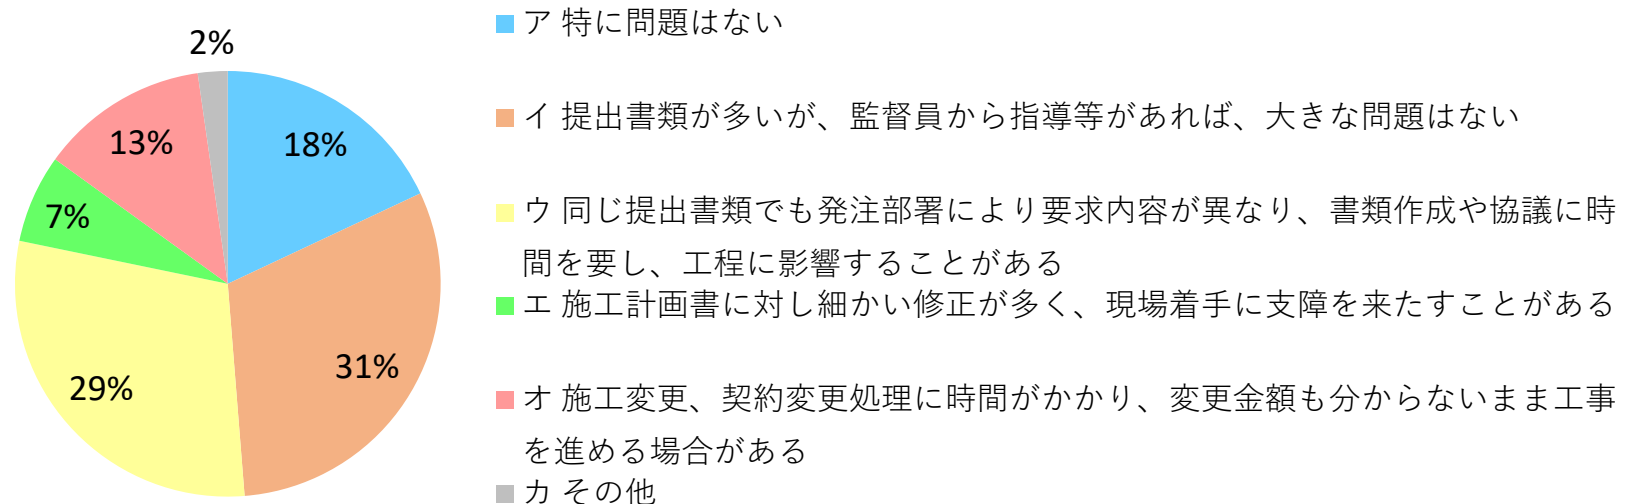 2%
18%
13%
7%
31%
29%
ア 特に問題はない
イ 提出書類が多いが、監督員から指導等があれば、大きな問題はない
ウ 同じ提出書類でも発注部署により要求内容が異なり、書類作成や協議に時
間を要し、工程に影響することがある
エ 施工計画書に対し細かい修正が多く、現場着手に支障を来たすことがある
オ 施工変更、契約変更処理に時間がかかり、変更金額も分からないまま工事
を進める場合がある
カ その他